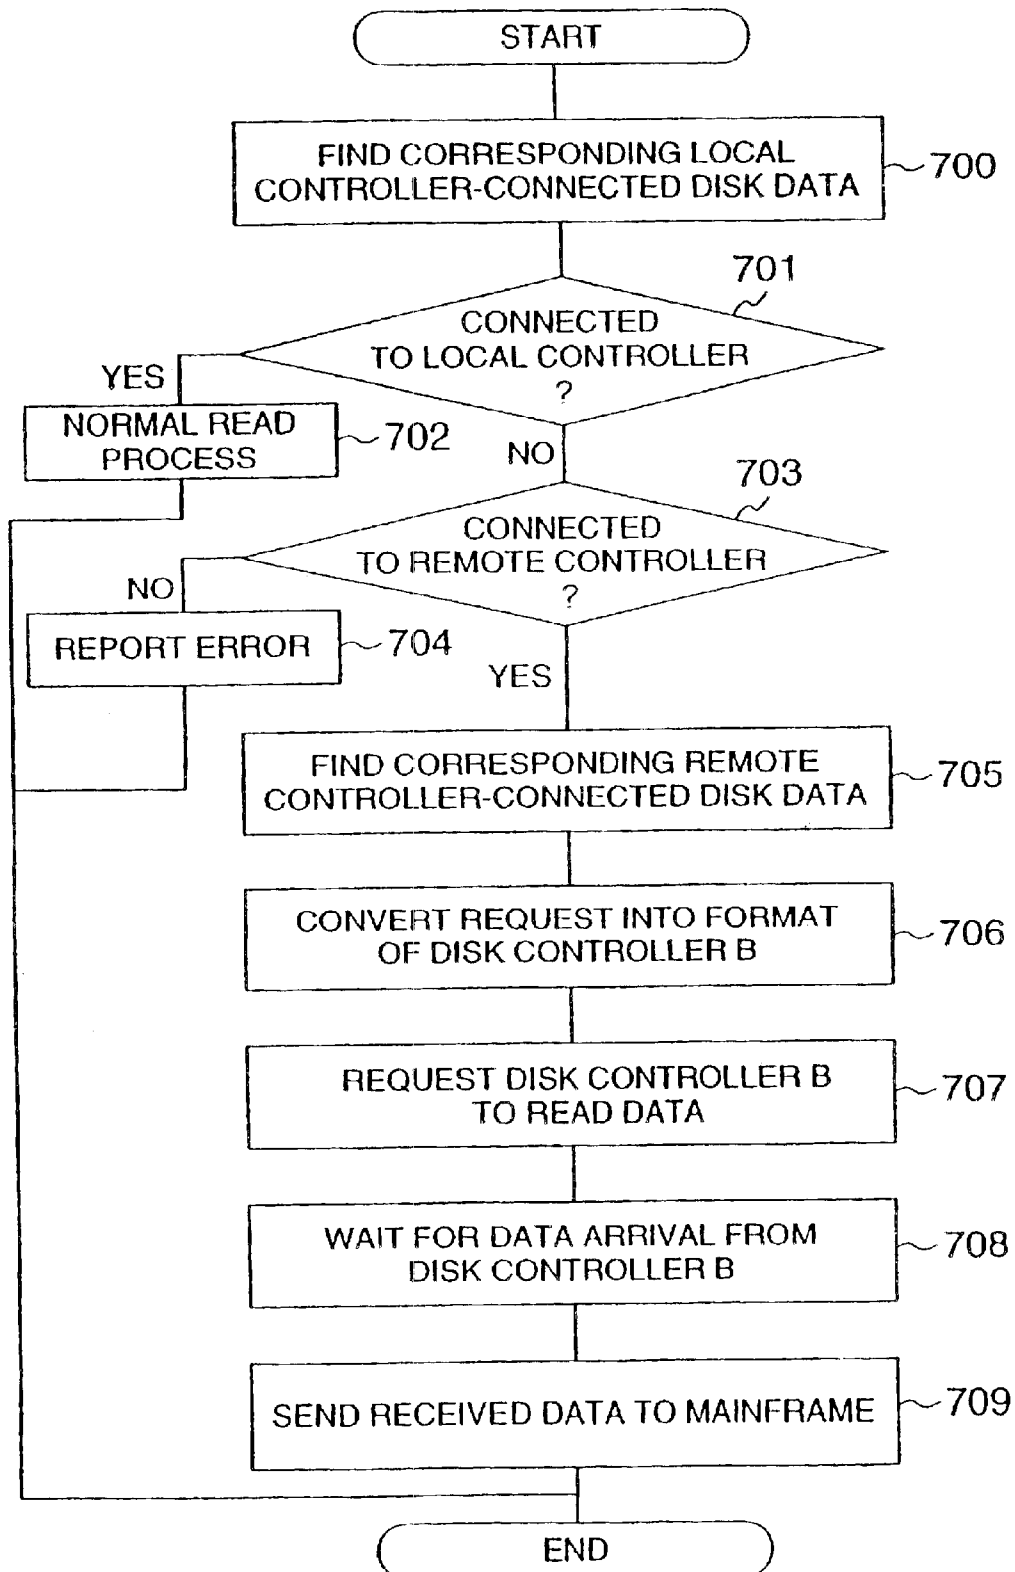 START
FIND CORRESPONDING LOCAL
CONTROLLER-CONNECTED DISK DATA
700
701
CONNECTED
TO LOCAL CONTROLLER
?
YES
NORMAL READ
PROCESS
702
NO
703
CONNECTED
TO REMOTE CONTROLLER
?
NO
REPORT ERROR
704
YES
FIND CORRESPONDING REMOTE
CONTROLLER-CONNECTED DISK DATA
705
CONVERT REQUEST INTO FORMAT
OF DISK CONTROLLER B
706
REQUEST DISK CONTROLLER B
TO READ DATA
707
WAIT FOR DATA ARRIVAL FROM
DISK CONTROLLER B
708
SEND RECEIVED DATA TO MAINFRAME
709
END